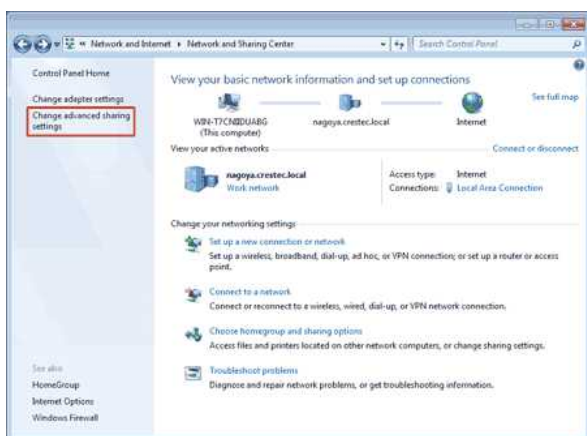 Network and Internet ▸ Network and Sharing Center
Search Control Panel
Control Panel Home
Change adapter settings
Change advanced sharing
settings
See also
HomeGroup
Internet Options
Windows Firewall
View your basic network information and set up connections
See full map
nagoya.crestec.local
Internet
(This computer)
View your active networks
Connect or disconnect
nagoya.crestec.local
Work network
Access type: Internet
Connections: Local Area Connection
Change your networking settings
Set up a new connection or network
Set up a wireless, broadband, dial-up, ad hoc, or VPN connection; or set up a router or access
point.
Connect to a network
Connect or reconnect to a wireless, wired, dial-up, or VPN network connection.
Choose homegroup and sharing options
Access files and printers located on other network computers, or change sharing settings.
Troubleshoot problems
Diagnose and repair network problems, or get troubleshooting information.